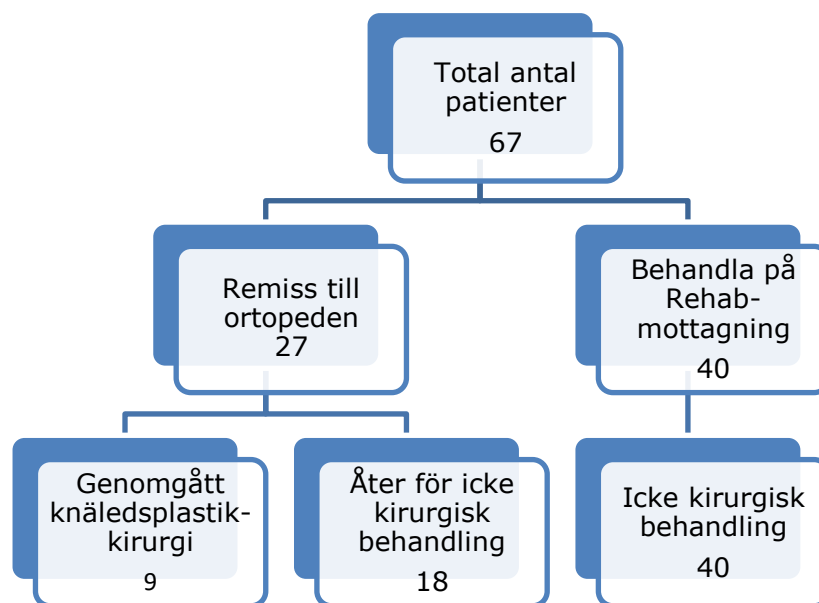 Total antal
patienter
67
Remiss till
ortopeden
27
Behandla på
Rehab-
mottagning
40
Genomgått
knäledsplastik-
kirurgi
9
Åter för icke
kirurgisk
behandling
18
Icke kirurgisk
behandling
40